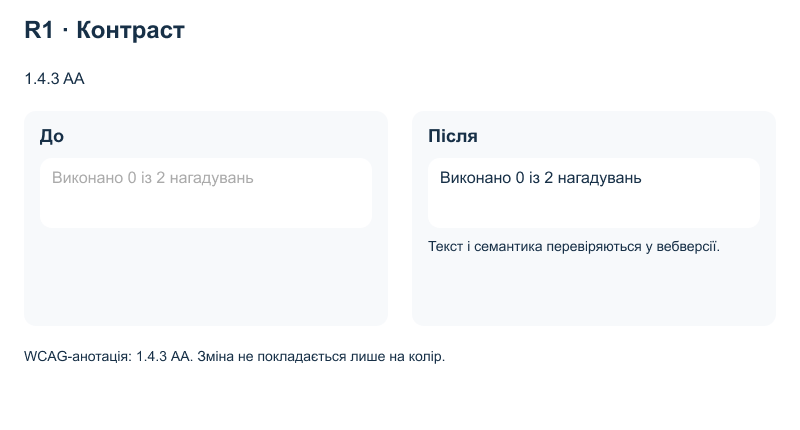 R1 · Контраст
1.4.3 AA
До
Виконано 0 із 2 нагадувань
Після
Виконано 0 із 2 нагадувань
Текст і семантика перевіряються у вебверсії.
WCAG-анотація: 1.4.3 AA. Зміна не покладається лише на колір.